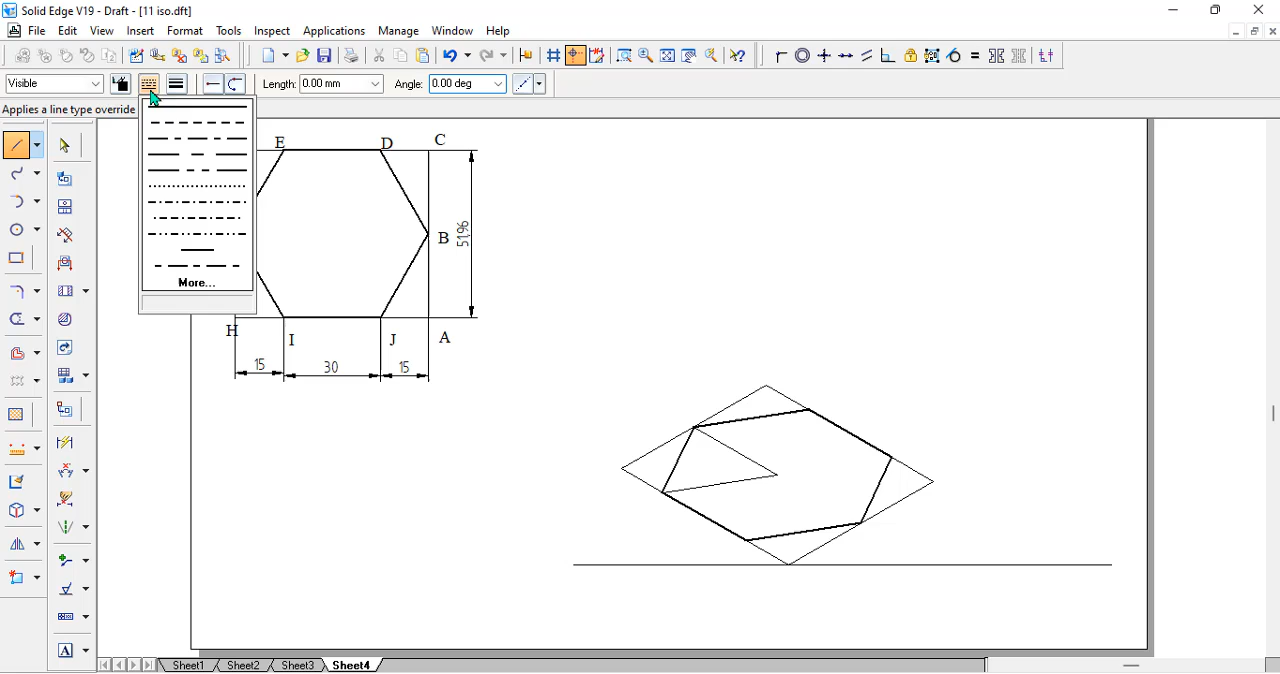 Solid Edge V19 - Draft - [11 iso.dft]
File Edit View Insert Format Tools Inspect Applications Manage Window Help
Visible Length: 0.00 mm Angle: 0.00 deg
Applies a line type override
More...
E D C
B
51,96
H I J A
15 30 15
A
Sheet1 Sheet2 Sheet3 Sheet4